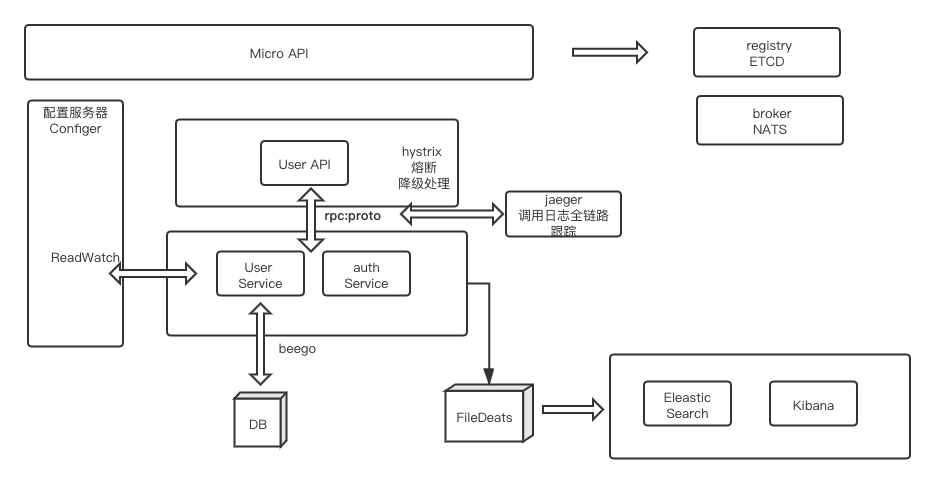 Micro API
registry
ETCD
broker
NATS
配置服务器
Configer
ReadWatch
User API
hystrix
熔断
降级处理
rpc:proto
jaeger
调用日志全链路
跟踪
User
Service
auth
Service
beego
DB
FileDeats
Eleastic
Search
Kibana